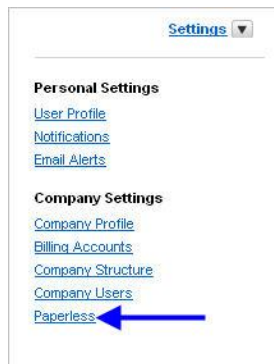 Settings
Personal Settings
User Profile
Notifications
Email Alerts
Company Settings
Company Profile
Billing Accounts
Company Structure
Company Users
Paperless